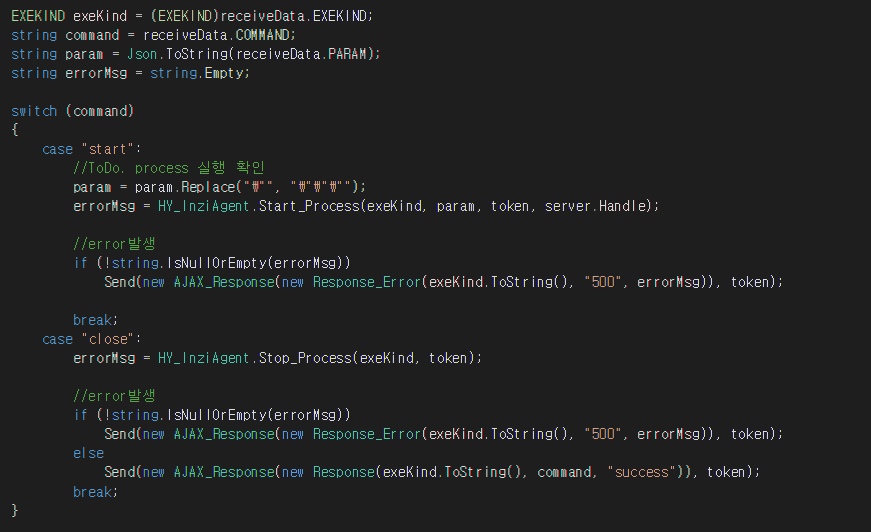 EXEKIND exeKind = (EXEKIND)receiveData.EXEKIND;
string command = receiveData.COMMAND;
string param = Json.ToString(receiveData.PARAM);
string errorMsg = string.Empty;

switch (command)
{
    case "start":
        //ToDo. process 실행 확인
        param = param.Replace("₩"", "₩"₩"₩"");
        errorMsg = HY_InziAgent.Start_Process(exeKind, param, token, server.Handle);

        //error발생
        if (!string.IsNullOrEmpty(errorMsg))
            Send(new AJAX_Response(new Response_Error(exeKind.ToString(), "500", errorMsg)), token);

        break;
    case "close":
        errorMsg = HY_InziAgent.Stop_Process(exeKind, token);

        //error발생
        if (!string.IsNullOrEmpty(errorMsg))
            Send(new AJAX_Response(new Response_Error(exeKind.ToString(), "500", errorMsg)), token);
        else
            Send(new AJAX_Response(new Response(exeKind.ToString(), command, "success")), token);
        break;
}